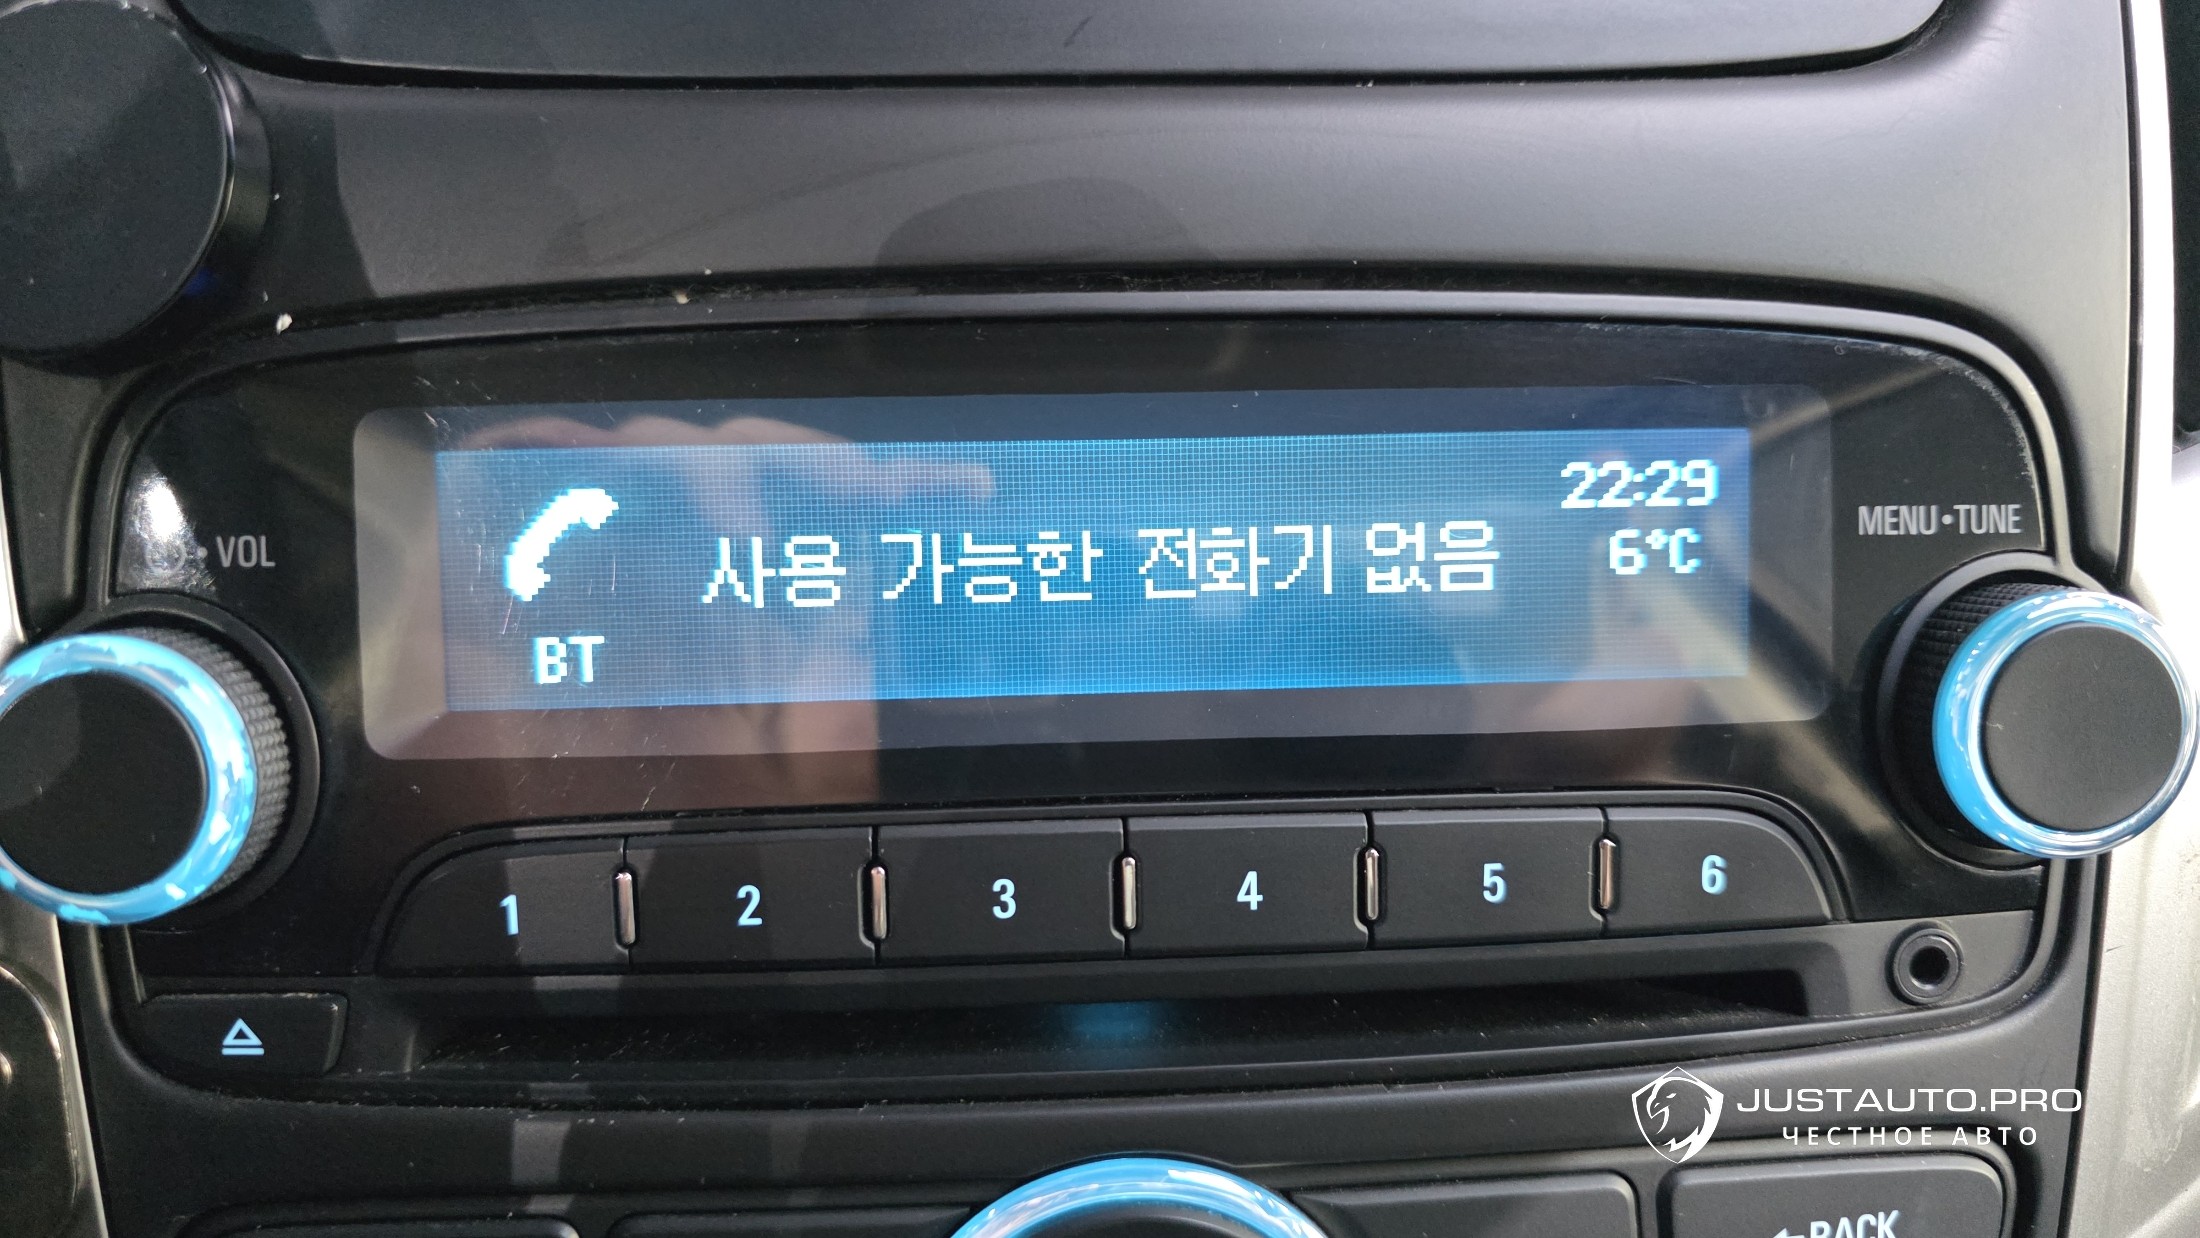 22:29
사용 가능한 전화기 없음 6°C
BT
VOL
MENU•TUNE
1 2 3 4 5 6
JUSTAUTO.PRO
ЧЕСТНОЕ АВТО
BACK